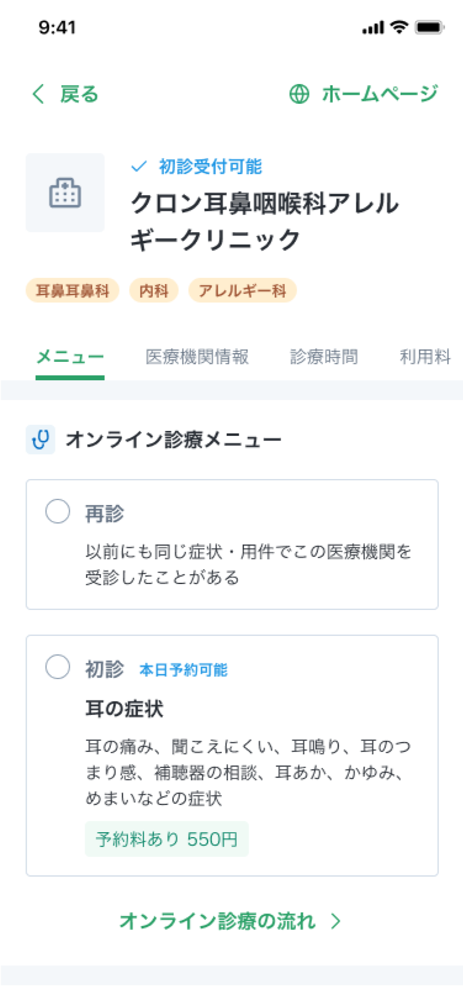 9:41
戻る
ホームページ
初診受付可能
クロン耳鼻咽喉科アレル
ギークリニック
耳鼻耳鼻科 内科 アレルギー科
メニュー 医療機関情報 診療時間 利用料
オンライン診療メニュー
再診
以前にも同じ症状・用件でこの医療機関を
受診したことがある
初診 本日予約可能
耳の症状
耳の痛み、聞こえにくい、耳鳴り、耳のつ
まり感、補聴器の相談、耳あか、かゆみ、
めまいなどの症状
予約料あり 550円
オンライン診療の流れ